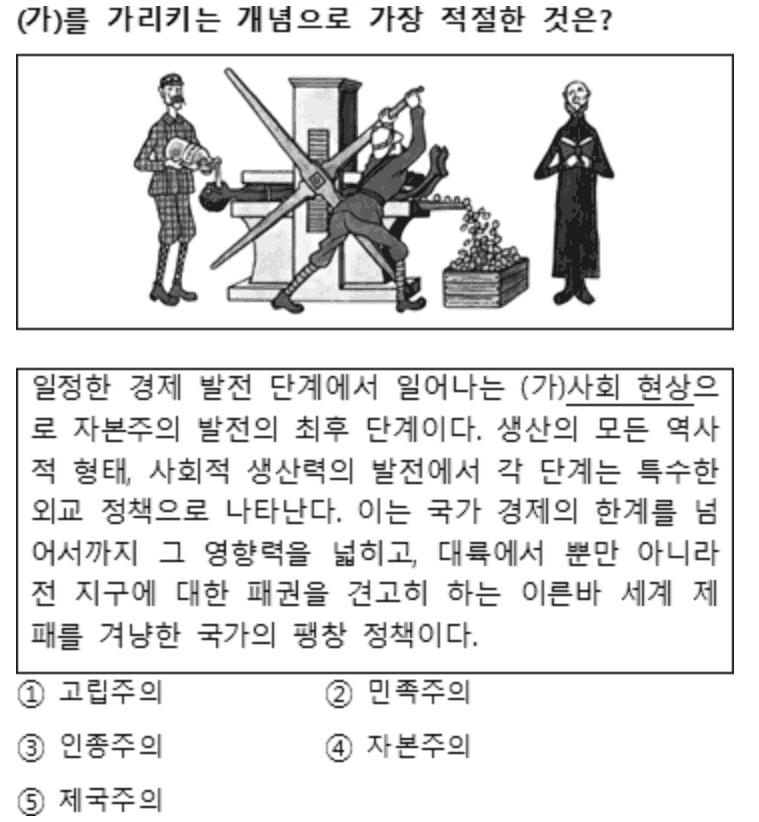 (가)를 가리키는 개념으로 가장 적절한 것은?
일정한 경제 발전 단계에서 일어나는 (가)사회 현상으
로 자본주의 발전의 최후 단계이다. 생산의 모든 역사
적 형태, 사회적 생산력의 발전에서 각 단계는 특수한
외교 정책으로 나타난다. 이는 국가 경제의 한계를 넘
어서까지 그 영향력을 넓히고, 대륙에서 뿐만 아니라
전 지구에 대한 패권을 견고히 하는 이른바 세계 제
패를 겨냥한 국가의 팽창 정책이다.
① 고립주의 ② 민족주의
③ 인종주의 ④ 자본주의
⑤ 제국주의